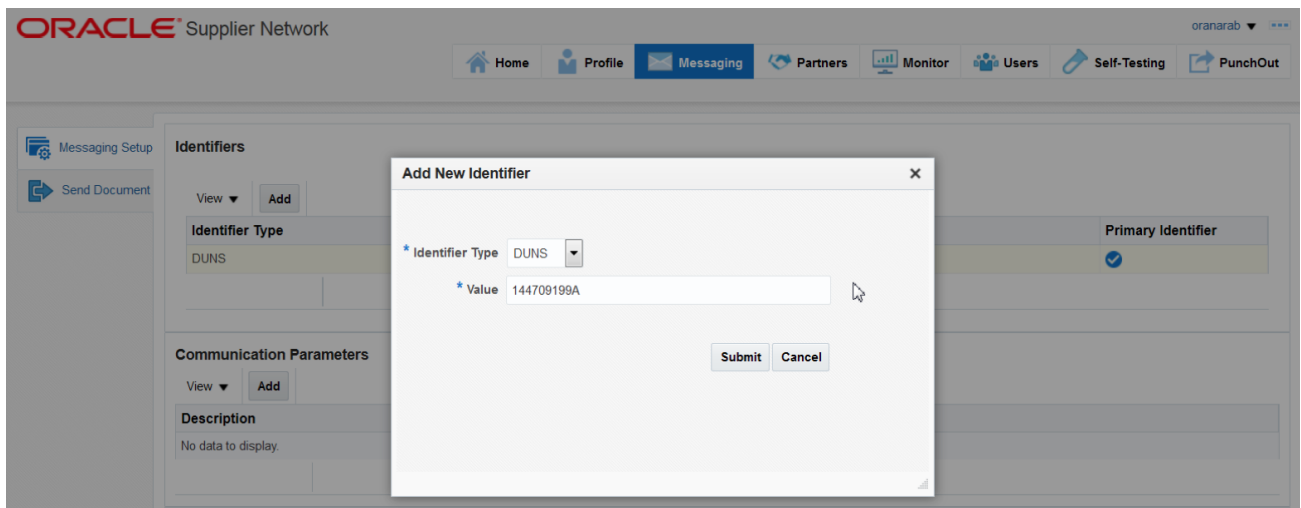 ORACLE Supplier Network
oranarab
Home Profile Messaging Partners Monitor Users Self-Testing PunchOut
Messaging Setup
Send Document
Identifiers
View Add
Identifier Type Primary Identifier
DUNS
Add New Identifier
* Identifier Type DUNS
* Value 144709199A
Submit Cancel
Communication Parameters
View Add
Description
No data to display.